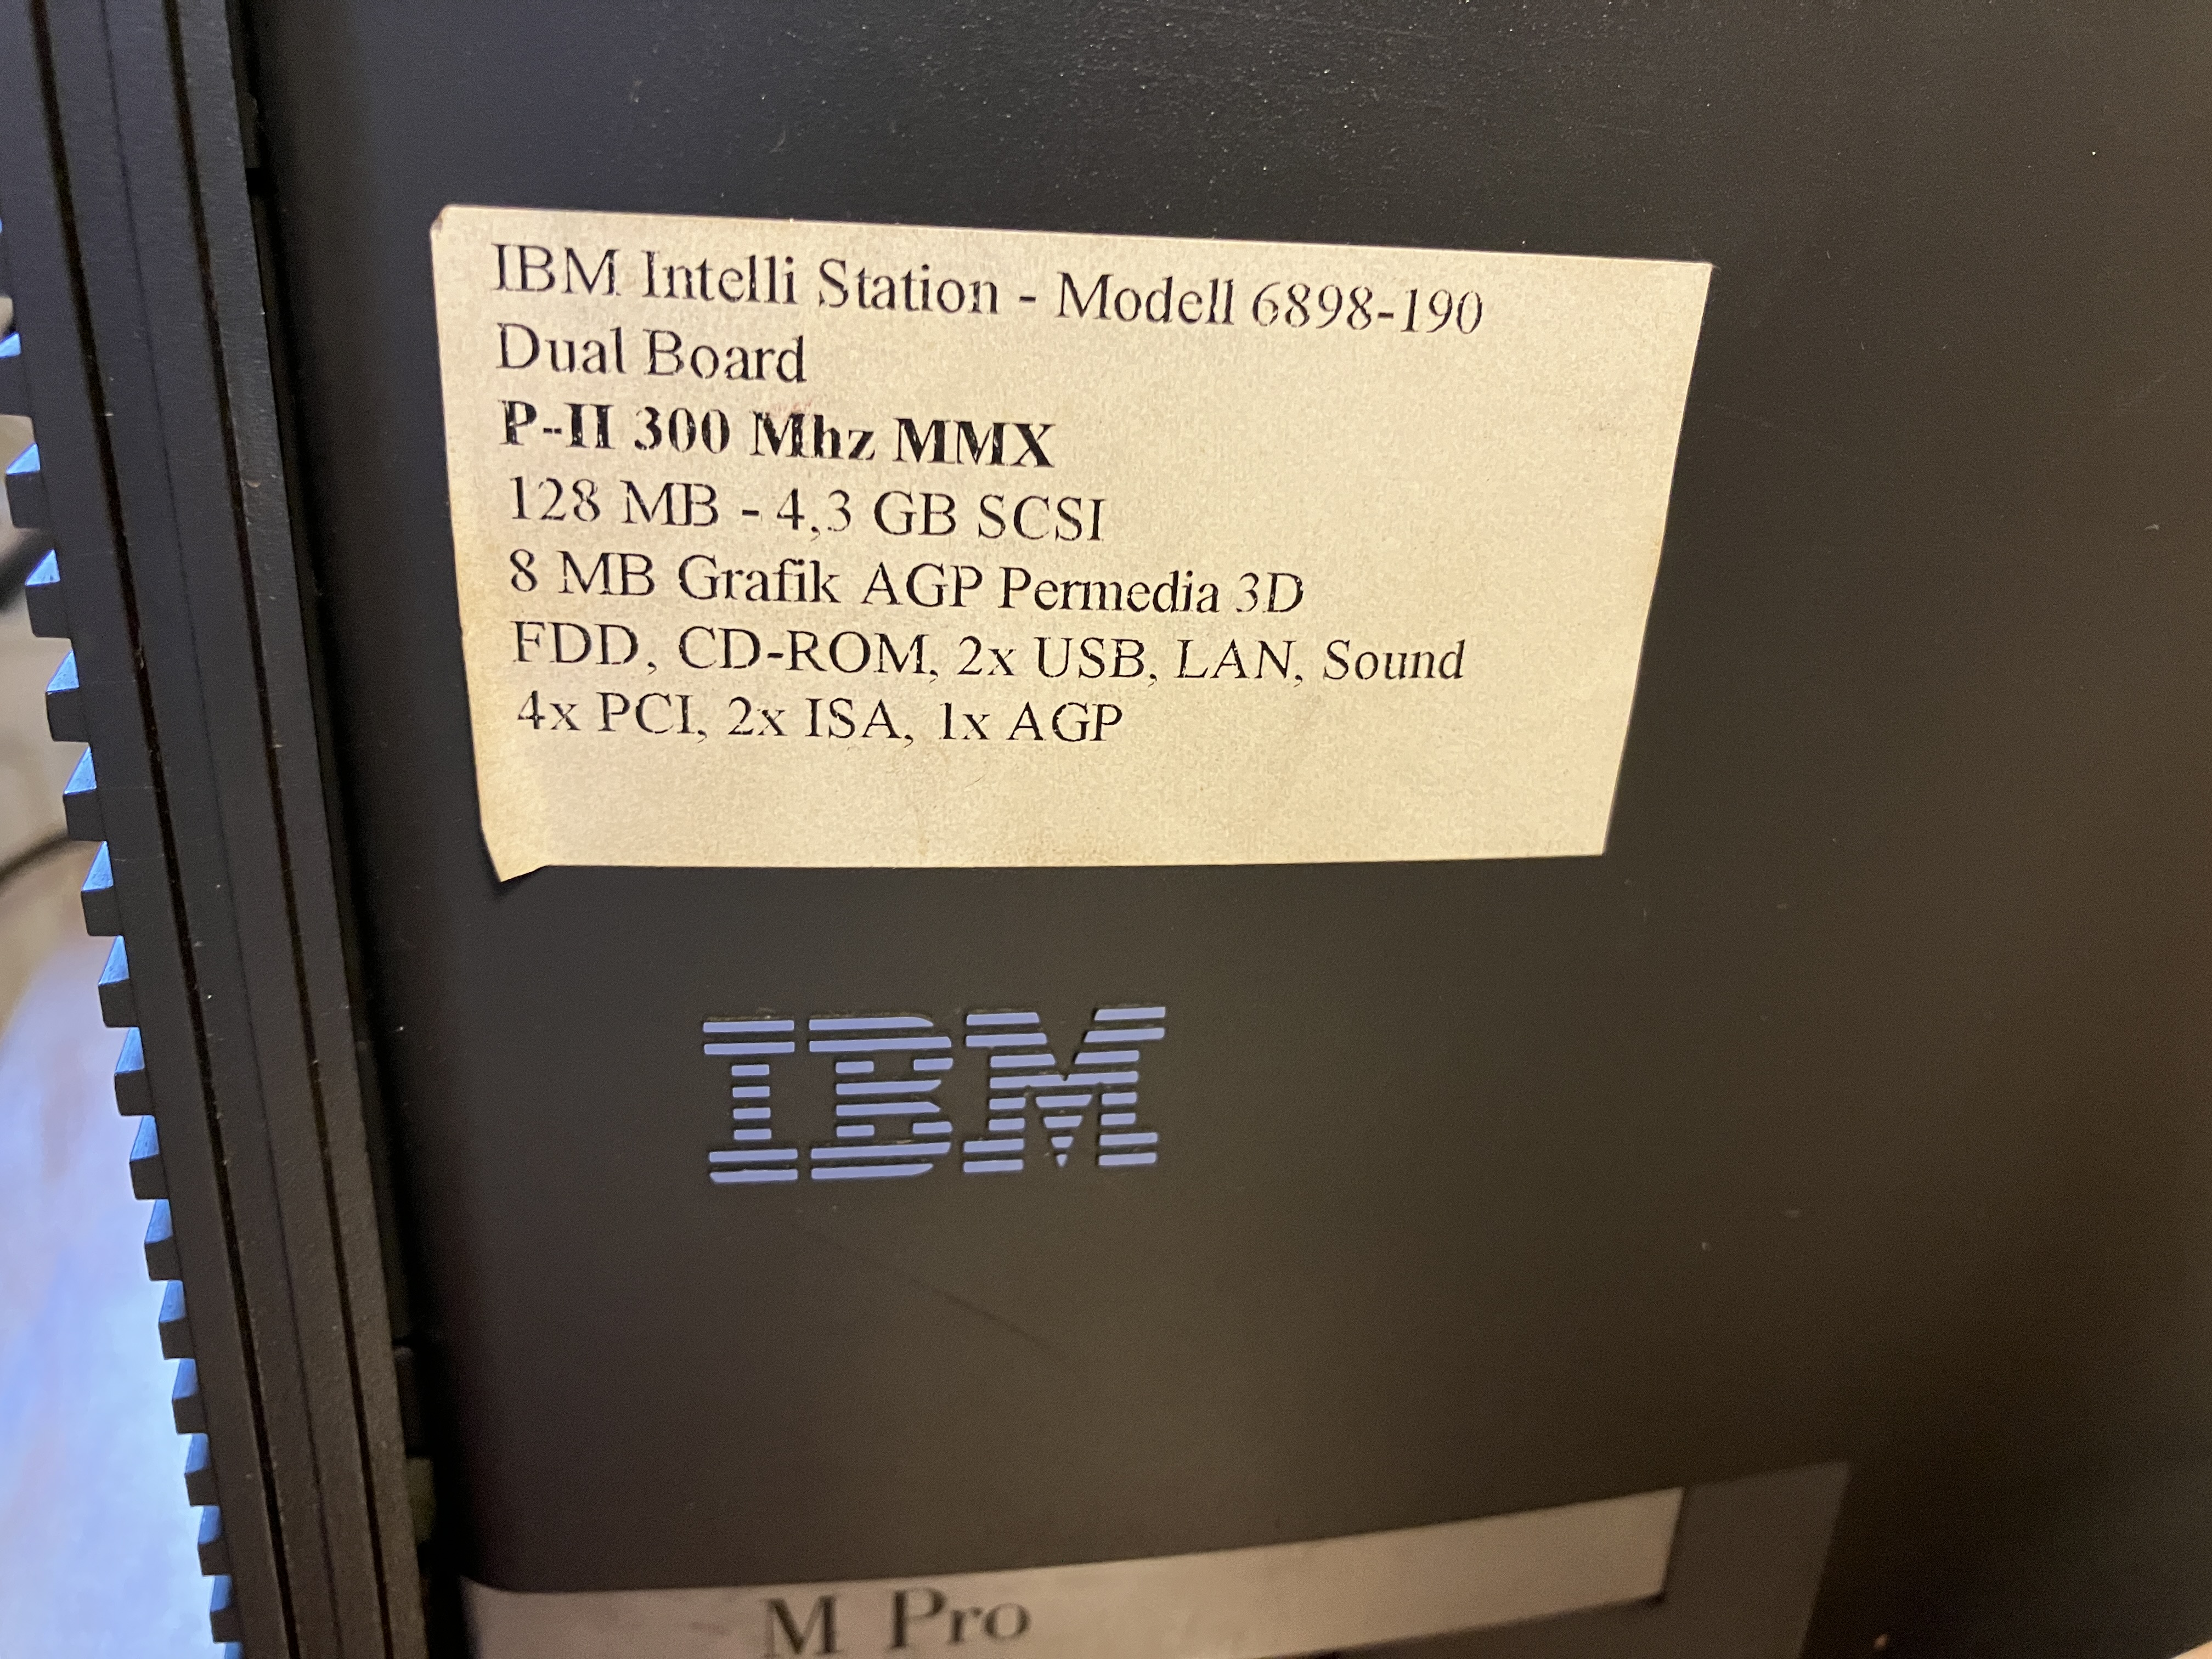 IBM Intelli Station - Modell 6898-190
Dual Board
P-II 300 Mhz MMX
128 MB - 4,3 GB SCSI
8 MB Grafik AGP Permedia 3D
FDD, CD-ROM, 2x USB, LAN, Sound
4x PCI, 2x ISA, 1x AGP
IBM
M Pro